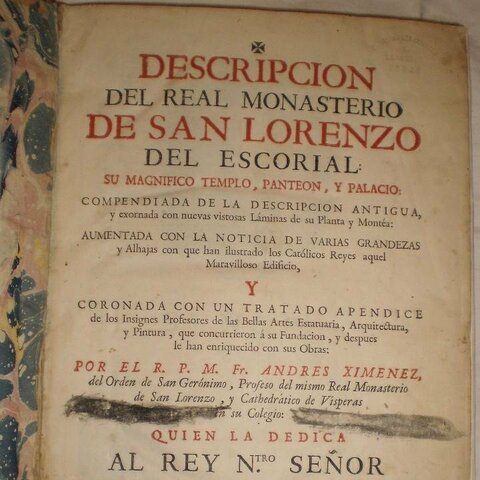 DESCRIPCION
DEL REAL MONASTERIO
DE SAN LORENZO
DEL ESCORIAL:
SU MAGNIFICO TEMPLO, PANTEON, Y PALACIO:
COMPENDIADA DE LA DESCRIPCION ANTIGUA,
y exornada con nuevas vistosas Láminas de su Planta y Montéa:
AUMENTADA CON LA NOTICIA DE VARIAS GRANDEZAS
y Alhajas con que han ilustrado los Católicos Reyes aquel
Maravilloso Edificio,
Y
CORONADA CON UN TRATADO APENDICE
de los Insignes Profesores de las Bellas Artes Estatuaria, Arquitectura,
y Pintura, que concurrieron á su Fundacion, y despues
le han enriquecido con sus Obras:
POR EL R. P. M. Fr. ANDRES XIMENEZ,
del Orden de San Gerónimo, Profeso del mismo Real Monasterio
de San Lorenzo, y Cathedràtico de Visperas
en su Colegio:
QUIEN LA DEDICA
AL REY N.TRO SEÑOR